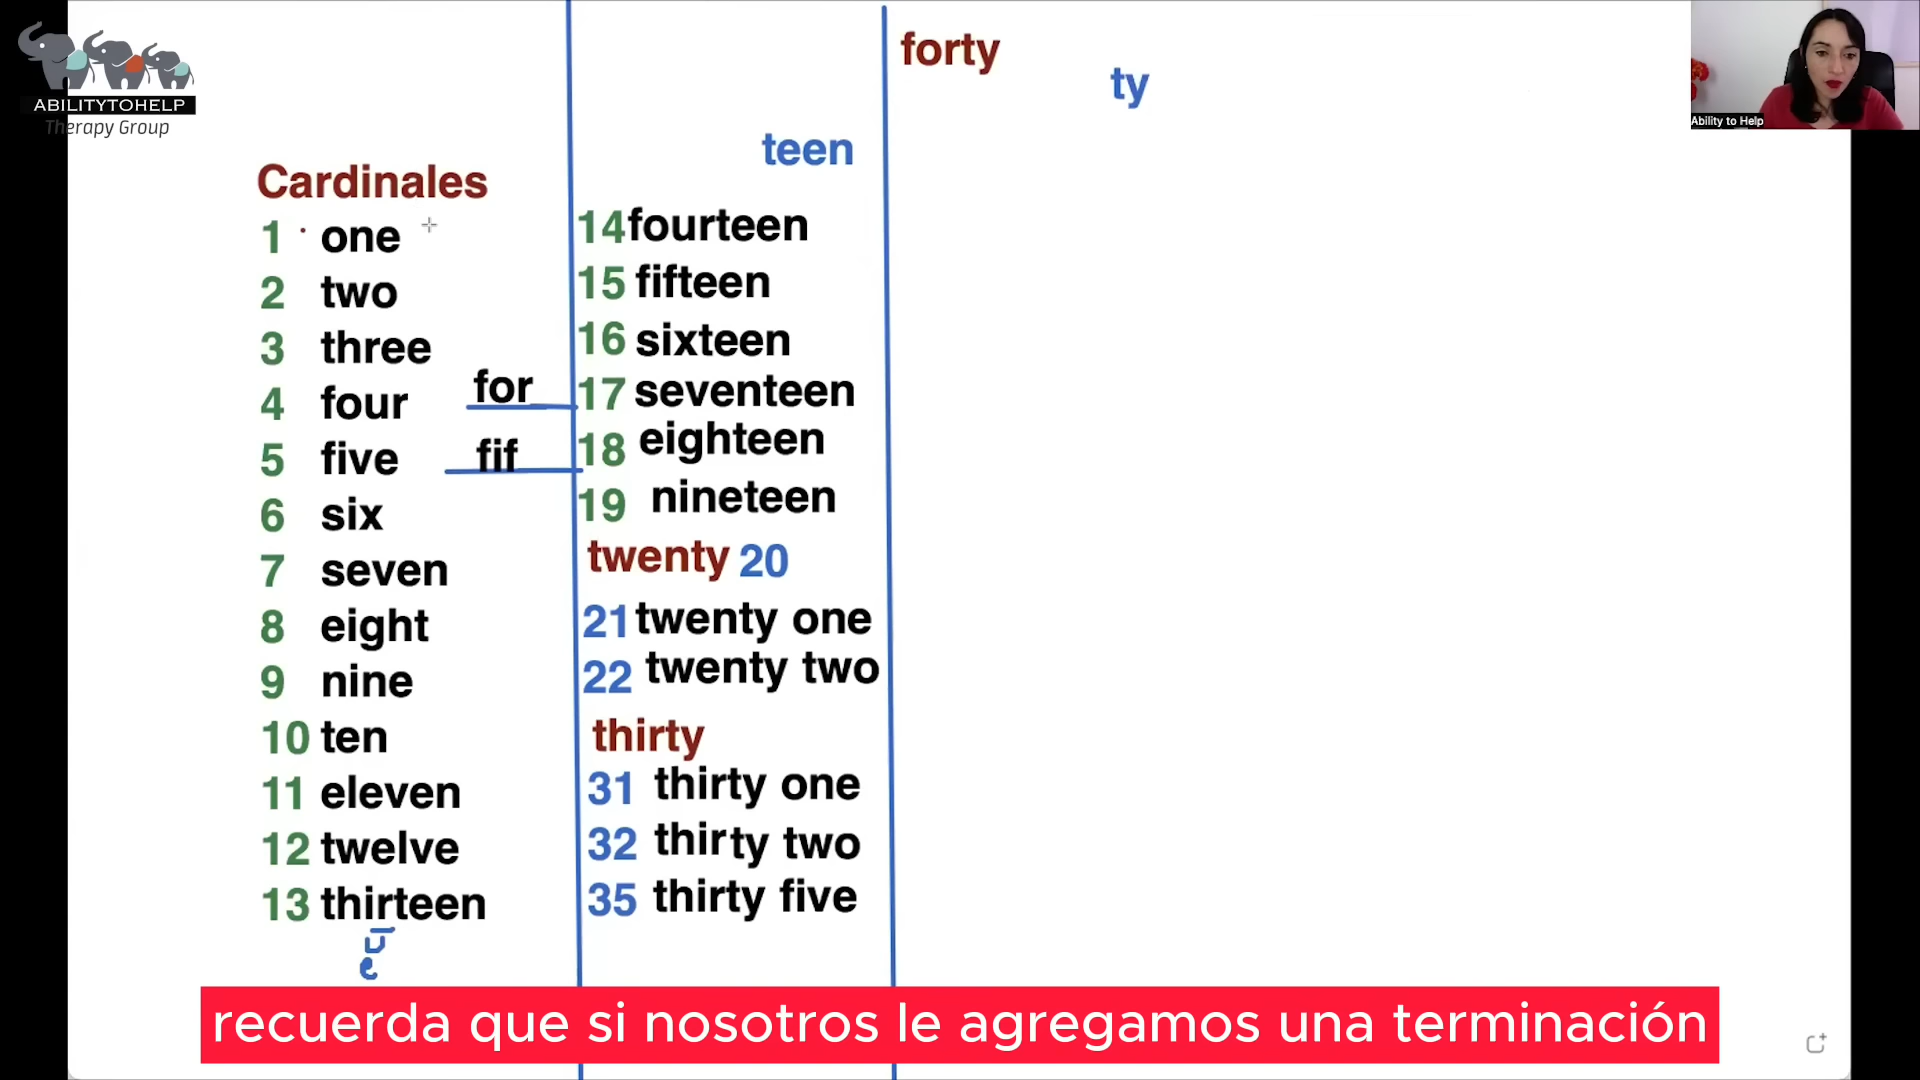 ABILITYTOHELP
Therapy Group
Cardinales
1 one
2 two
3 three
4 four for
5 five fif
6 six
7 seven
8 eight
9 nine
10 ten
11 eleven
12 twelve
13 thirteen
u
e
teen
14 fourteen
15 fifteen
16 sixteen
17 seventeen
18 eighteen
19 nineteen
twenty 20
21 twenty one
22 twenty two
thirty
31 thirty one
32 thirty two
35 thirty five
forty
ty
Ability to Help
recuerda que si nosotros le agregamos una terminación